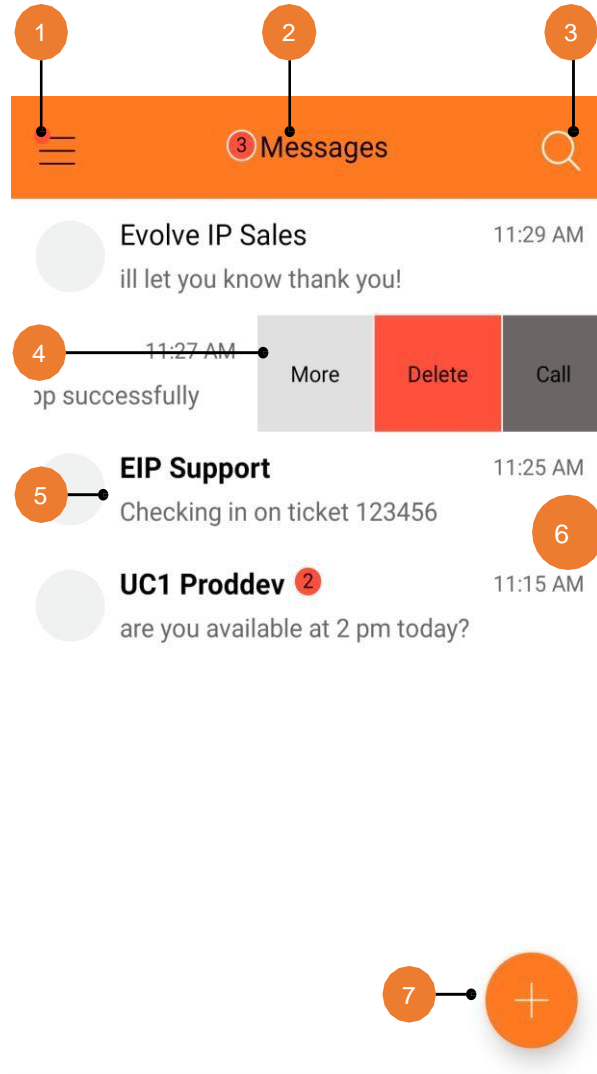 1 2 3
3 Messages
Evolve IP Sales 11:29 AM
ill let you know thank you!
4 11:27 AM More Delete Call
pp successfully
EIP Support 11:25 AM
5 Checking in on ticket 123456
6
UC1 Proddev 2 11:15 AM
are you available at 2 pm today?
7